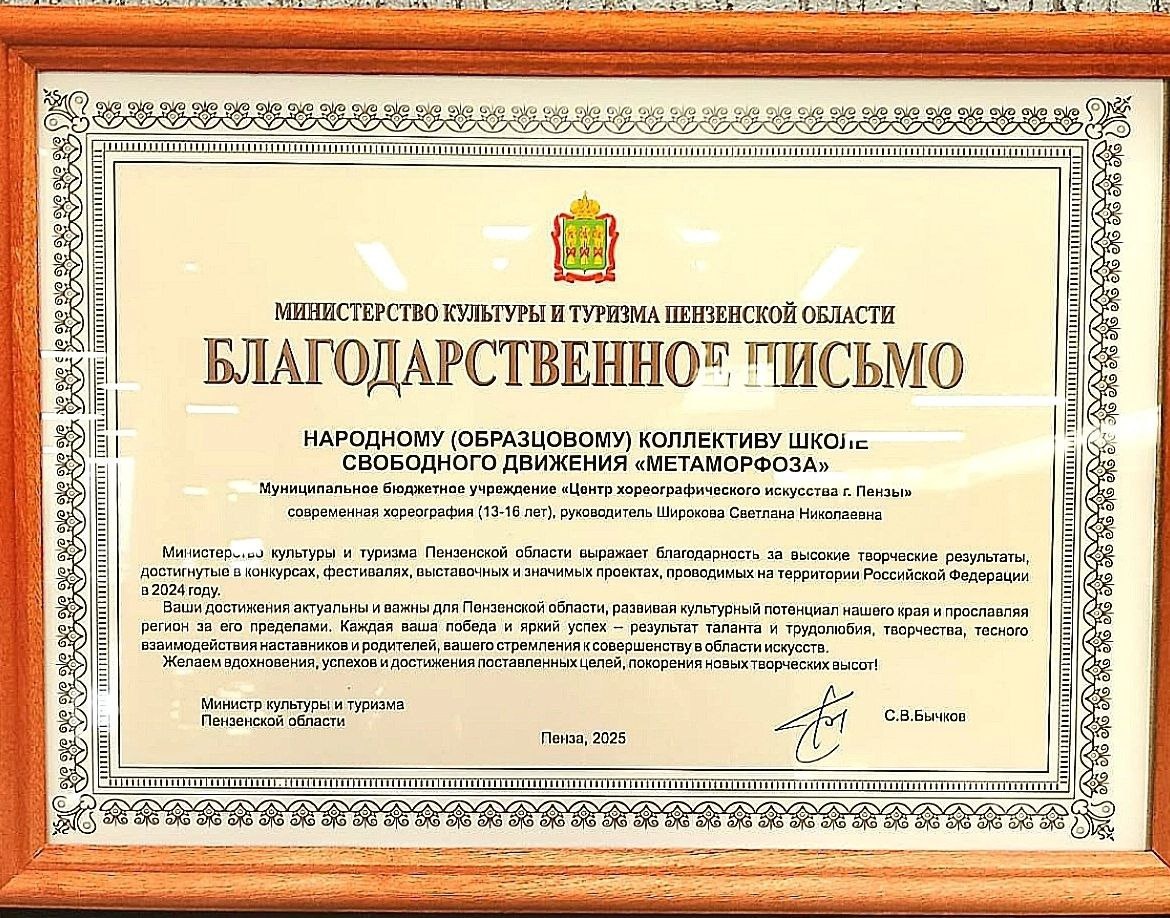 МИНИСТЕРСТВО КУЛЬТУРЫ И ТУРИЗМА ПЕНЗЕНСКОЙ ОБЛАСТИ
БЛАГОДАРСТВЕННОЕ ПИСЬМО
НАРОДНОМУ (ОБРАЗЦОВОМУ) КОЛЛЕКТИВУ ШКОЛЕ
СВОБОДНОГО ДВИЖЕНИЯ «МЕТАМОРФОЗА»
Муниципальное бюджетное учреждение «Центр хореографического искусства г. Пензы»
современная хореография (13-16 лет), руководитель Широкова Светлана Николаевна
Министерство культуры и туризма Пензенской области выражает благодарность за высокие творческие результаты,
достигнутые в конкурсах, фестивалях, выставочных и значимых проектах, проводимых на территории Российской Федерации
в 2024 году.
Ваши достижения актуальны и важны для Пензенской области, развивая культурный потенциал нашего края и прославляя
регион за его пределами. Каждая ваша победа и яркий успех – результат таланта и трудолюбия, творчества, тесного
взаимодействия наставников и родителей, вашего стремления к совершенству в области искусств.
Желаем вдохновения, успехов и достижения поставленных целей, покорения новых творческих высот!
Министр культуры и туризма
Пензенской области
С.В.Бычков
Пенза, 2025